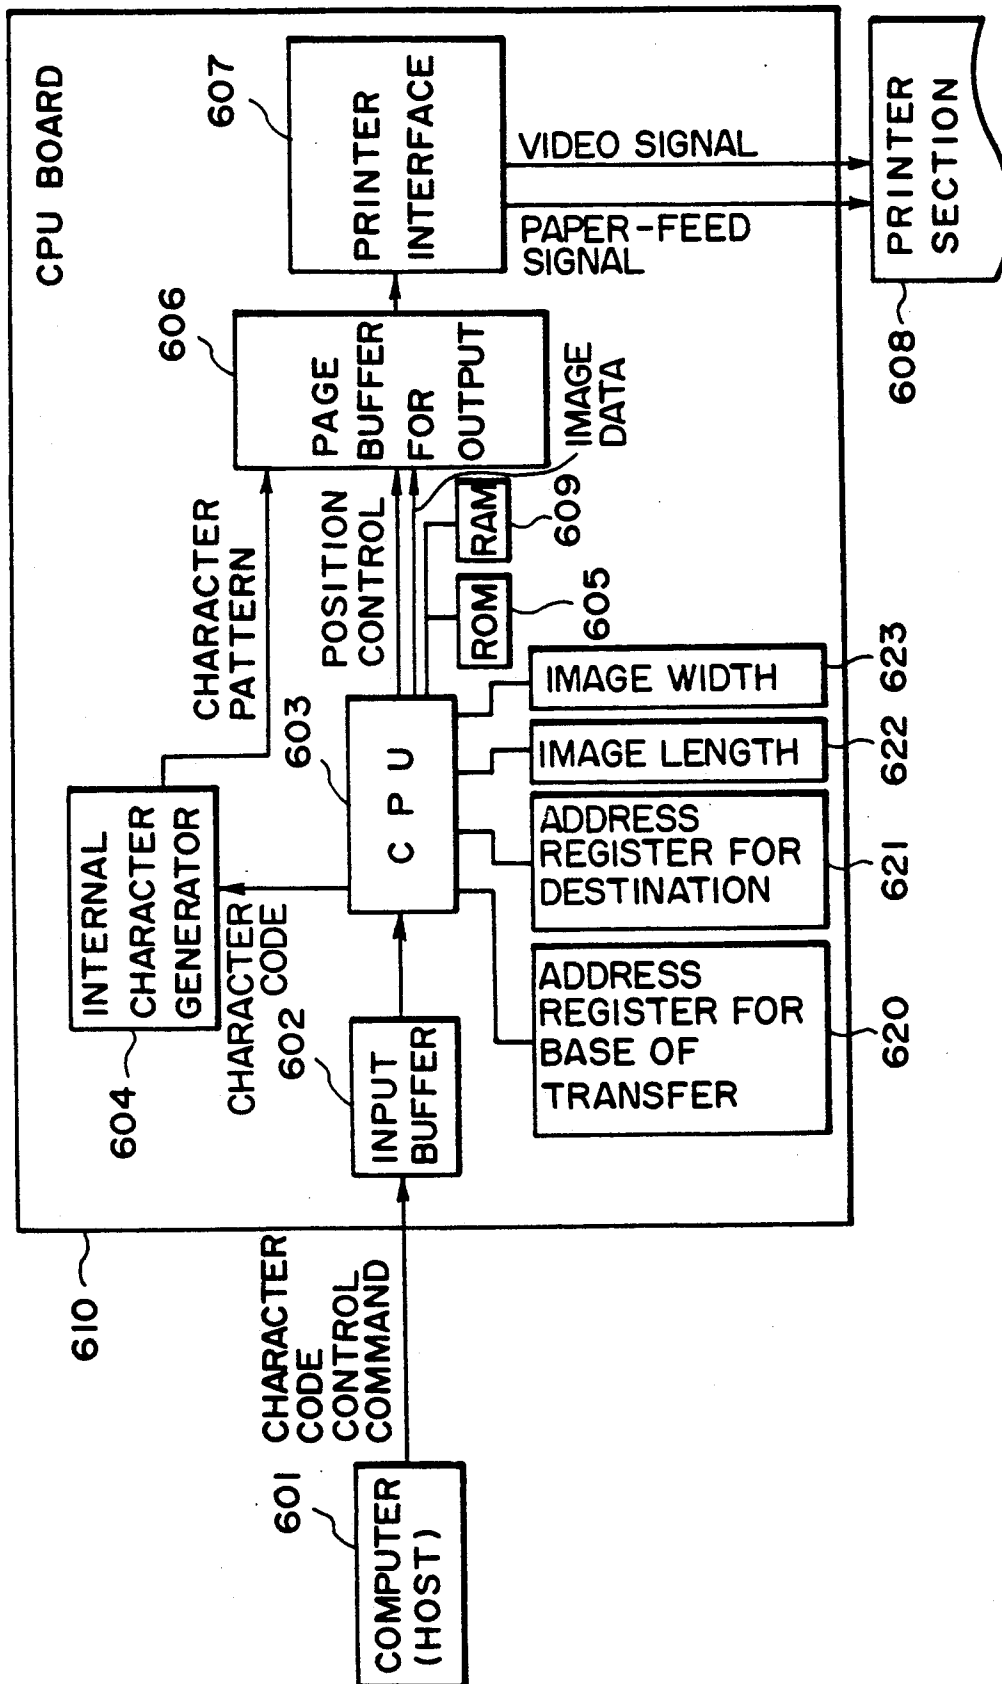 CPU BOARD
610
COMPUTER
(HOST)
601
CHARACTER
CODE
CONTROL
COMMAND
INPUT
BUFFER
602
INTERNAL
CHARACTER
GENERATOR
604
CHARACTER
CODE
CPU
603
CHARACTER
PATTERN
POSITION
CONTROL
PAGE
BUFFER
FOR
OUTPUT
606
IMAGE
DATA
PRINTER
INTERFACE
607
VIDEO SIGNAL
PAPER-FEED
SIGNAL
PRINTER
SECTION
608
ROM
605
RAM
609
ADDRESS
REGISTER FOR
BASE OF
TRANSFER
620
ADDRESS
REGISTER FOR
DESTINATION
621
IMAGE LENGTH
622
IMAGE WIDTH
623